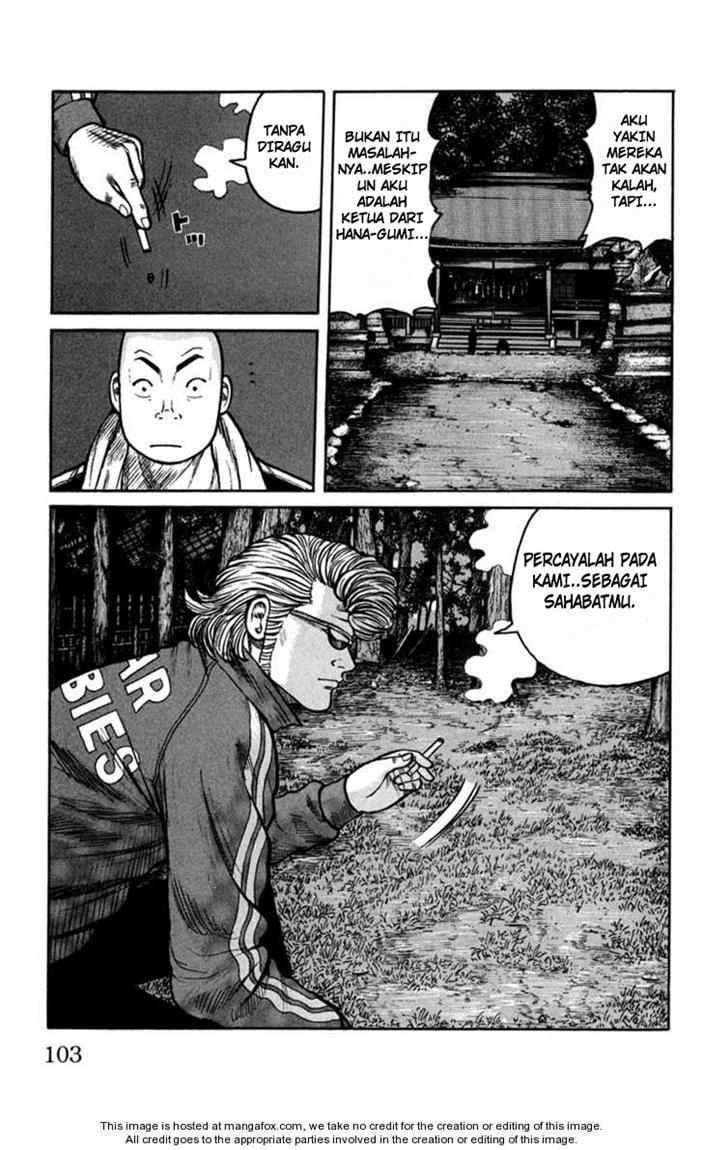 AKU
YAKIN
MEREKA
TAK AKAN
KALAH,
TAPI...
BUKAN ITU
MASALAH-
NYA..MESKIP
UN AKU
ADALAH
KETUA DARI
HANA-GUMI...
TANPA
DIRAGU
KAN.
トッ
PERCAYALAH PADA
KAMI..SEBAGAI
SAHABATMU.
AR
BIES
103
This image is hosted at mangafox.com, we take no credit for the creation or editing of this image.
All credit goes to the appropriate parties involved in the creation or editing of this image.